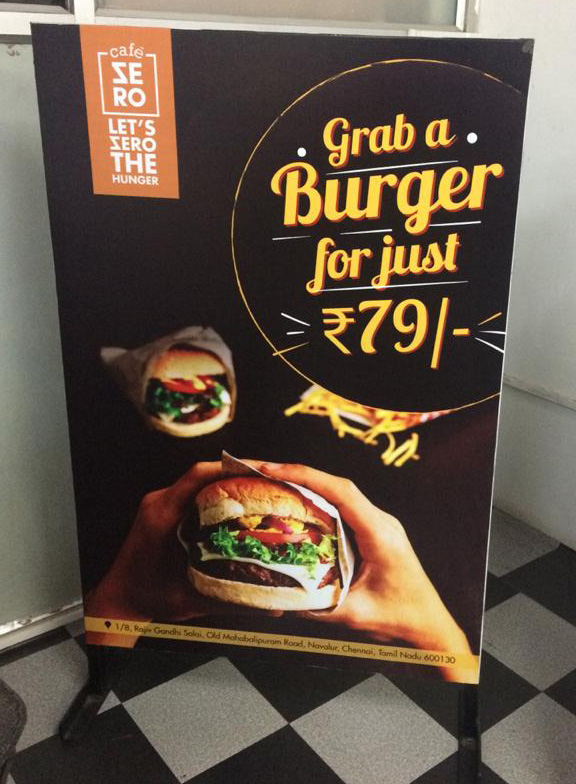 café
ZE
RO
LET'S
ZERO
THE
HUNGER
Grab a
Burger
for just
₹79/-
1/8, Rajiv Gandhi Salai, Old Mahabalipuram Road, Navalur, Chennai, Tamil Nadu 600130